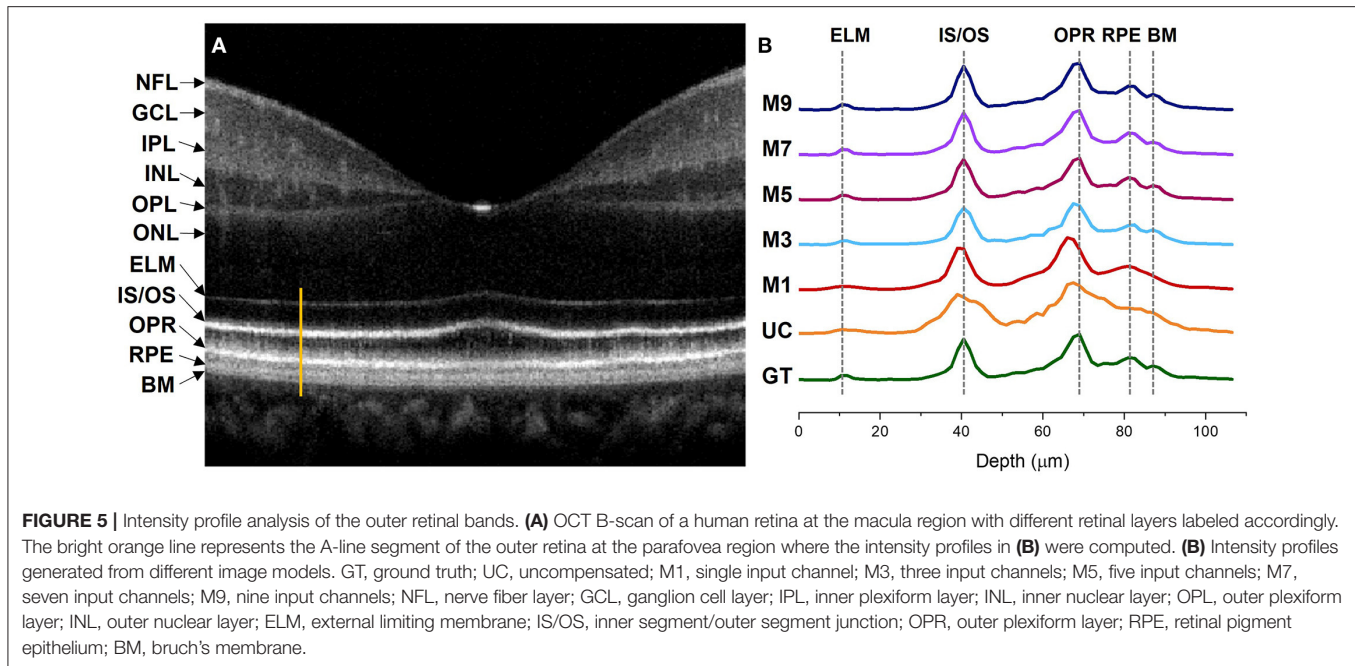 A
NFL
GCL
IPL
INL
OPL
ONL
ELM
IS/OS
OPR
RPE
BM
B
ELM IS/OS OPR RPE BM
M9
M7
M5
M3
M1
UC
GT
0 20 40 60 80 100
Depth (μm)
FIGURE 5 | Intensity profile analysis of the outer retinal bands. (A) OCT B-scan of a human retina at the macula region with different retinal layers labeled accordingly.
The bright orange line represents the A-line segment of the outer retina at the parafovea region where the intensity profiles in (B) were computed. (B) Intensity profiles
generated from different image models. GT, ground truth; UC, uncompensated; M1, single input channel; M3, three input channels; M5, five input channels; M7,
seven input channels; M9, nine input channels; NFL, nerve fiber layer; GCL, ganglion cell layer; IPL, inner plexiform layer; INL, inner nuclear layer; OPL, outer plexiform
layer; INL, outer nuclear layer; ELM, external limiting membrane; IS/OS, inner segment/outer segment junction; OPR, outer plexiform layer; RPE, retinal pigment
epithelium; BM, bruch's membrane.